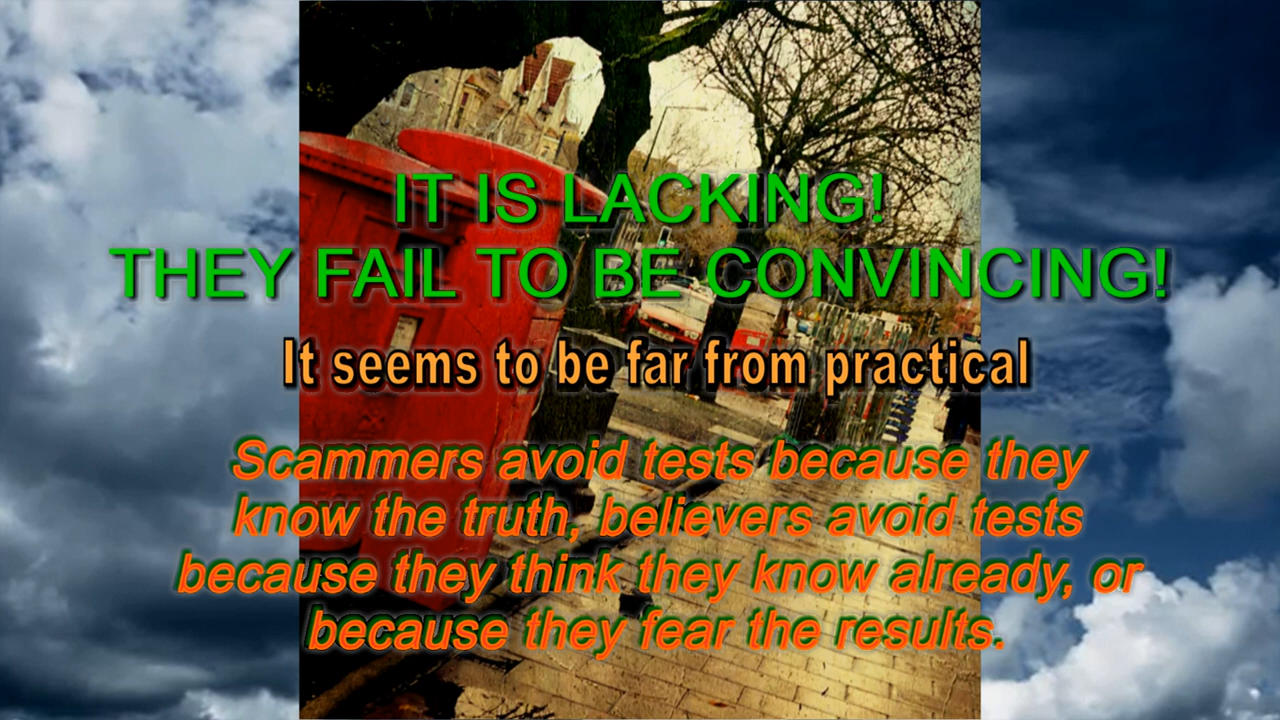 IT IS LACKING!
THEY FAIL TO BE CONVINCING!
It seems to be far from practical
Scammers avoid tests because they
know the truth, believers avoid tests
because they think they know already, or
because they fear the results.